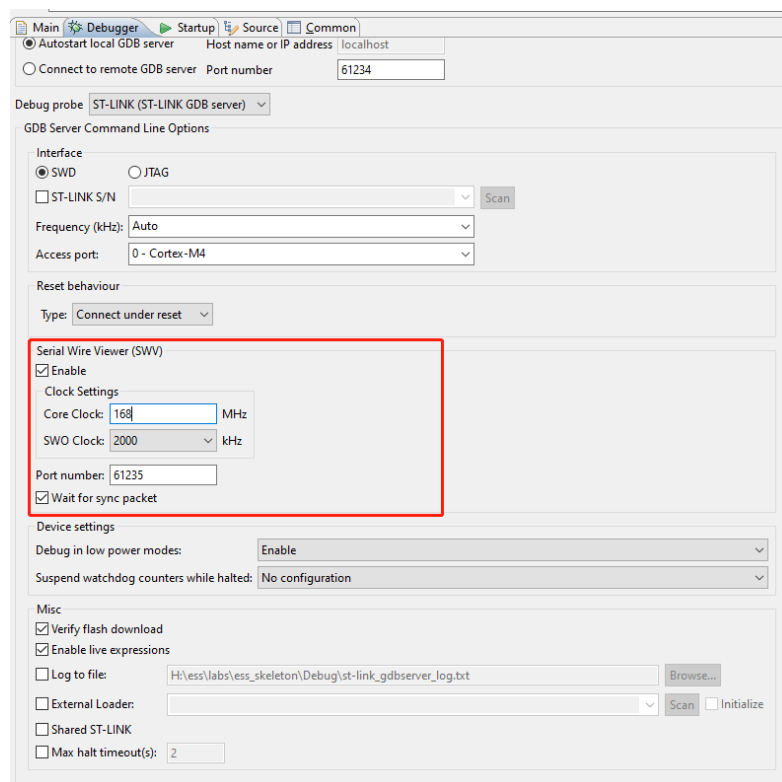 Main Debugger Startup Source Common
Autostart local GDB server Host name or IP address localhost
Connect to remote GDB server Port number 61234
Debug probe ST-LINK (ST-LINK GDB server)
GDB Server Command Line Options
Interface
SWD JTAG
ST-LINK S/N Scan
Frequency (kHz): Auto
Access port: 0 - Cortex-M4
Reset behaviour
Type: Connect under reset
Serial Wire Viewer (SWV)
Enable
Clock Settings
Core Clock: 168 MHz
SWO Clock: 2000 kHz
Port number: 61235
Wait for sync packet
Device settings
Debug in low power modes: Enable
Suspend watchdog counters while halted: No configuration
Misc
Verify flash download
Enable live expressions
Log to file: H:\ess\labs\ess_skeleton\Debug\st-link_gdbserver_log.txt Browse...
External Loader: Scan Initialize
Shared ST-LINK
Max halt timeout(s): 2